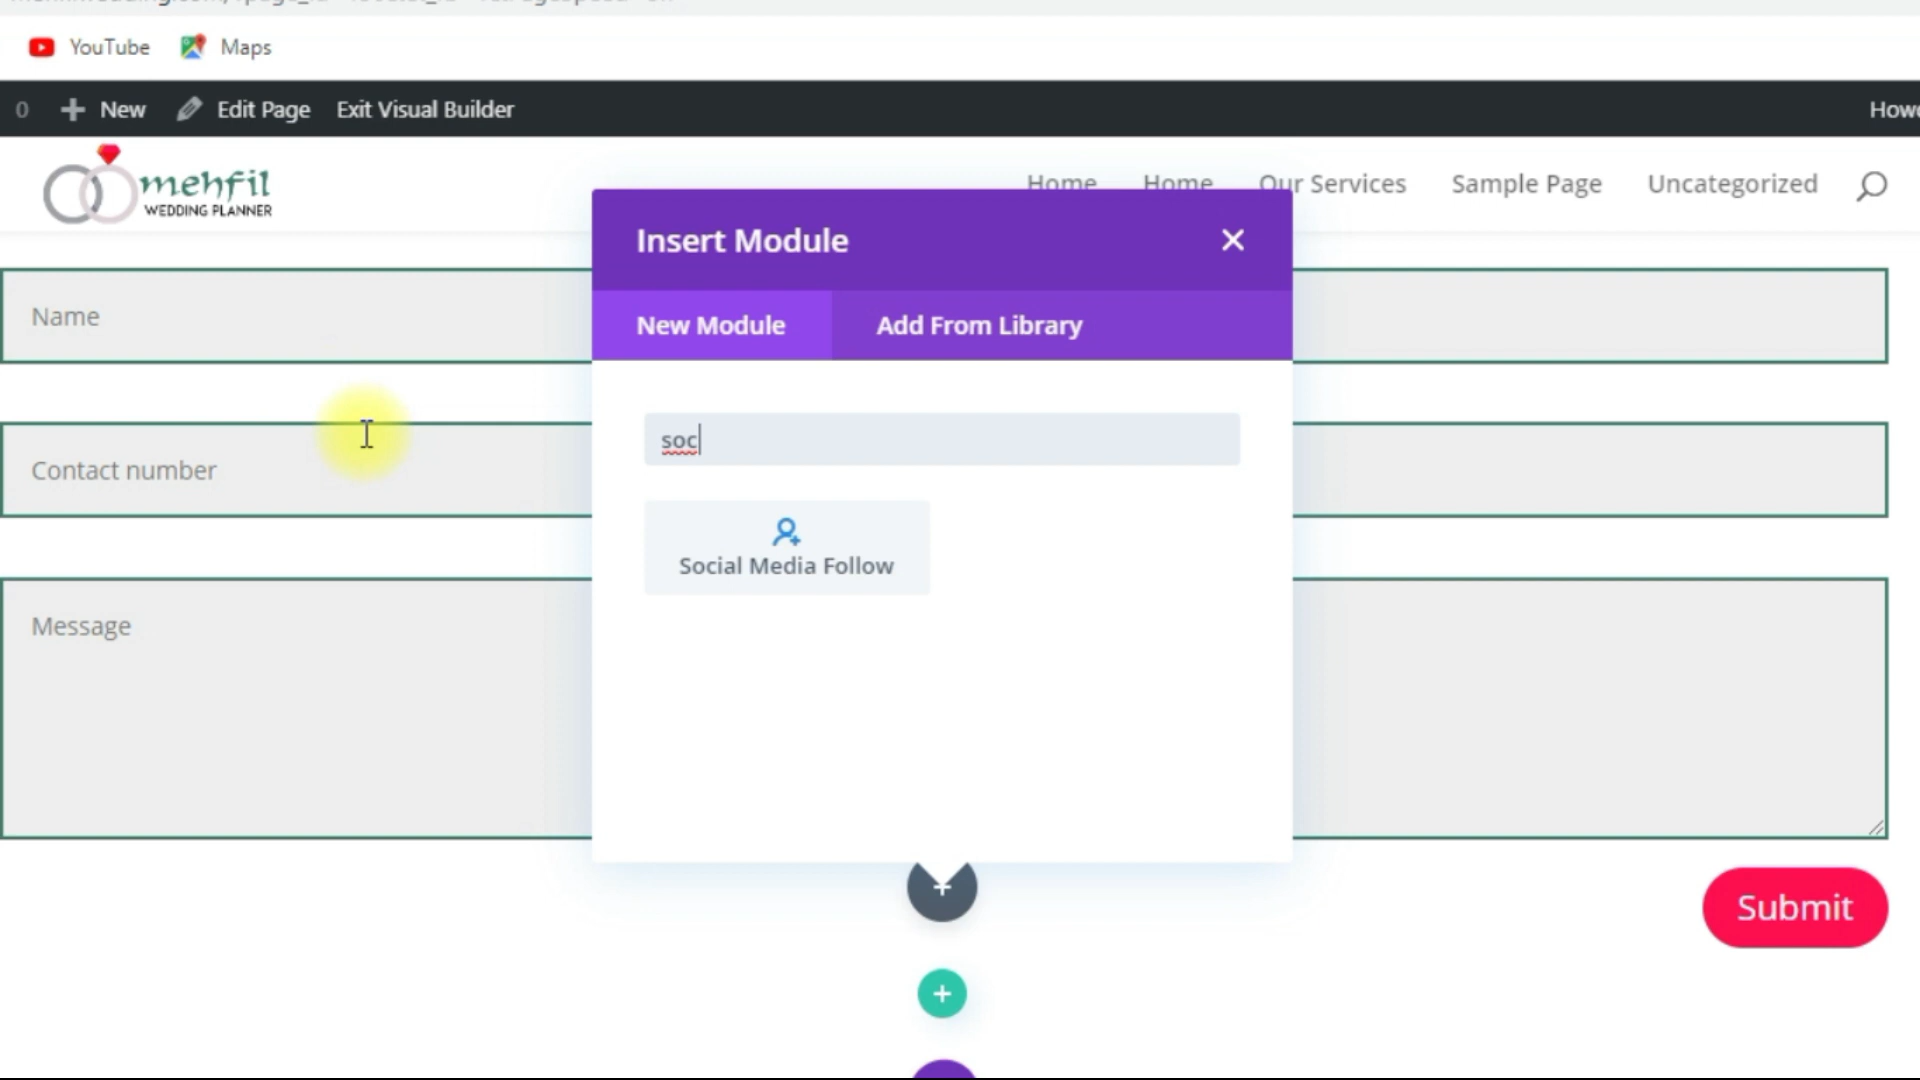 YouTube Maps
0 New Edit Page Exit Visual Builder
mehfil
WEDDING PLANNER
Home Home Our Services Sample Page Uncategorized
Insert Module
New Module Add From Library
soc
Social Media Follow
Name
Contact number
Message
Submit